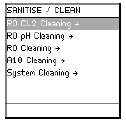 SANITISE / CLEAN
RO CL2 Cleaning →
RO pH Cleaning →
RO Cleaning →
A10 Cleaning →
System Cleaning →